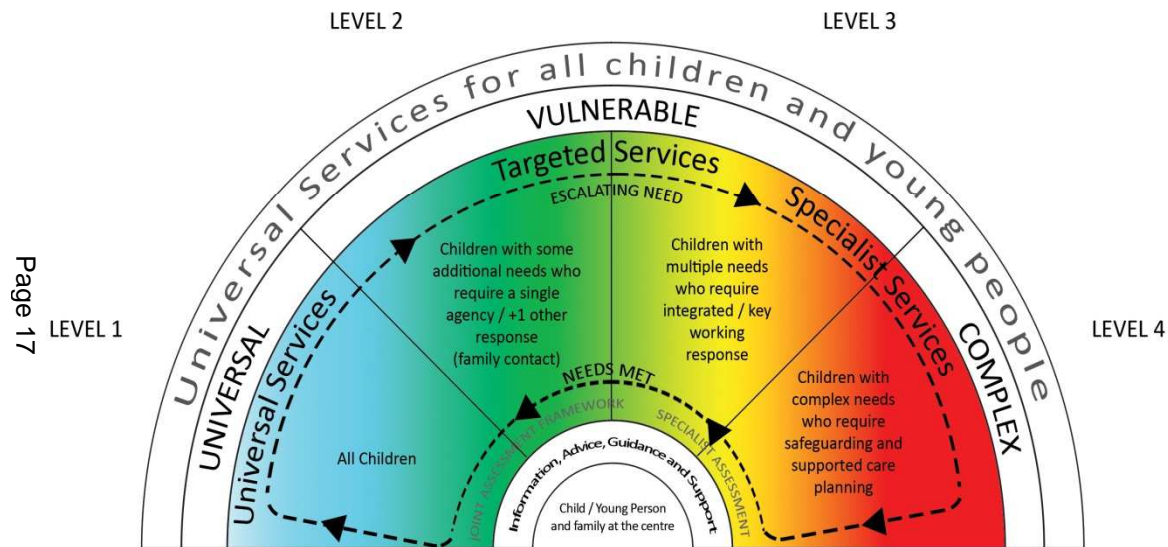 LEVEL 2
LEVEL 3
Universal Services for all children and young people
VULNERABLE
Targeted Services
ESCALATING NEED
Specialist Services
Page 17
LEVEL 1
LEVEL 4
UNIVERSAL
Universal Services
COMPLEX
Children with some
additional needs who
require a single
agency / +1 other
response
(family contact)
Children with
multiple needs
who require
integrated / key
working
response
NEEDS MET
All Children
Children with
complex needs
who require
safeguarding and
supported care
planning
JOINT ASSESSMENT FRAMEWORK
SPECIALIST ASSESSMENT
Information, Advice, Guidance and Support
Child / Young Person
and family at the centre